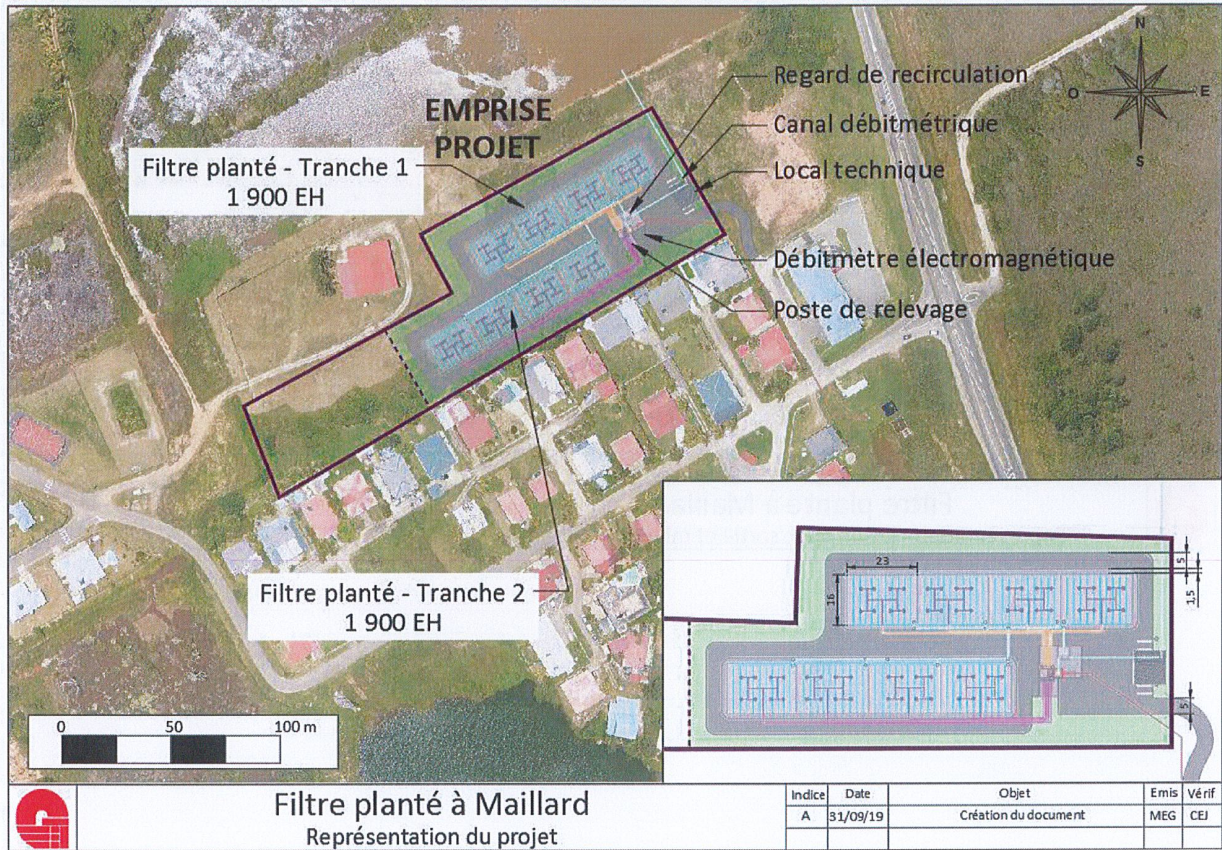 EMPRISE
PROJET
Filtre planté - Tranche 1
1 900 EH
Regard de recirculation
Canal débitmétrique
Local technique
Débitmètre électromagnétique
Poste de relevage
N
O
E
S
Filtre planté - Tranche 2
1 900 EH
0 50 100 m
23
16
5
1,5
5
Filtre planté à Maillard
Représentation du projet
Indice Date Objet Emis Vérif
A 31/09/19 Création du document MEG CEJ